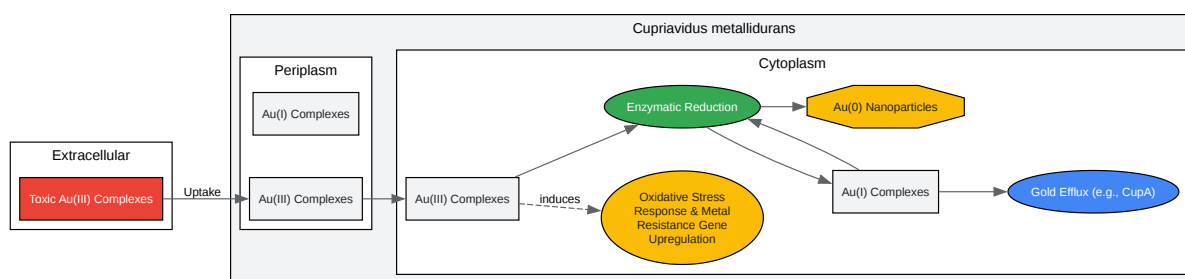 Cupriavidus metallidurans
Periplasm
Cytoplasm
Au(I) Complexes
Enzymatic Reduction
Au(0) Nanoparticles
Extracellular
Toxic Au(III) Complexes
Uptake
Au(III) Complexes
Au(III) Complexes
induces
Oxidative Stress
Response & Metal
Resistance Gene
Upregulation
Au(I) Complexes
Gold Efflux (e.g., CupA)